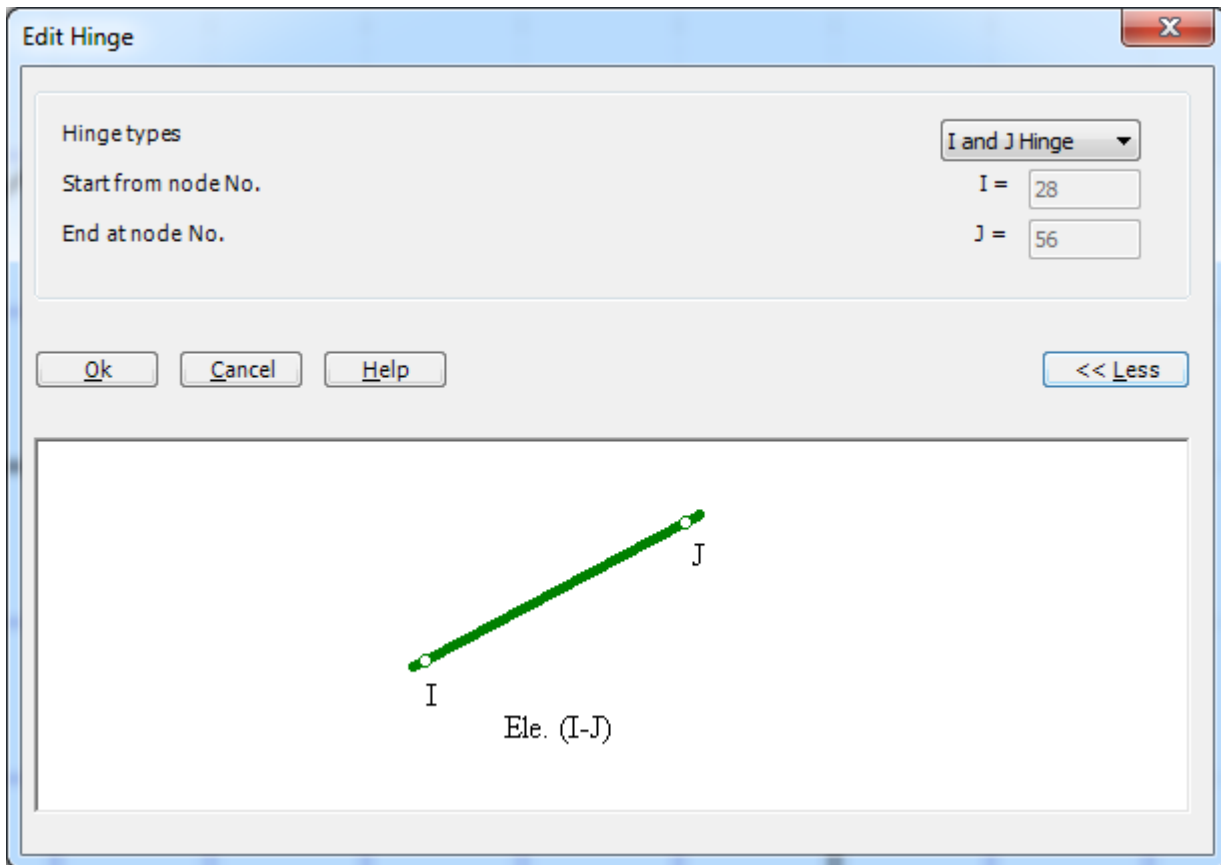 Edit Hinge
Hinge types I and J Hinge
Start from node No. I = 28
End at node No. J = 56
Ok Cancel Help << Less
J
I
Ele. (I-J)